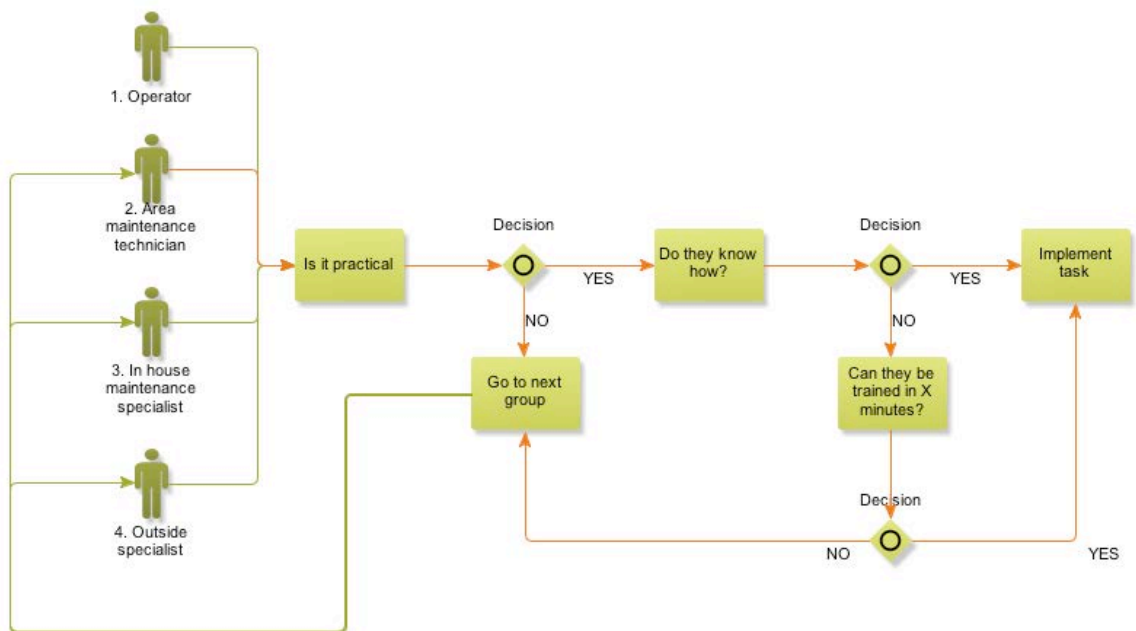 1. Operator
2. Area
maintenance
technician
3. In house
maintenance
specialist
4. Outside
specialist
Is it practical
Decision
YES
NO
Go to next
group
Do they know
how?
Decision
YES
NO
Implement
task
Can they be
trained in X
minutes?
Decision
NO
YES